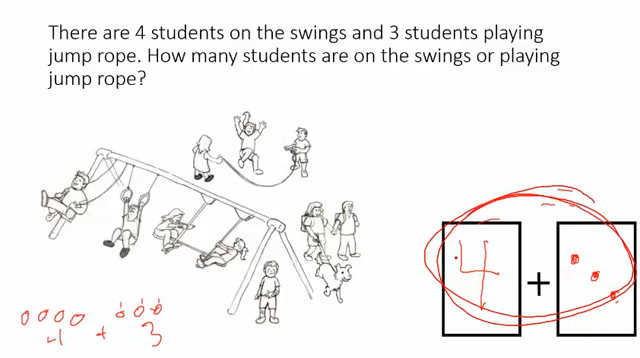 There are 4 students on the swings and 3 students playing
jump rope. How many students are on the swings or playing
jump rope?
4 +
4 + 3